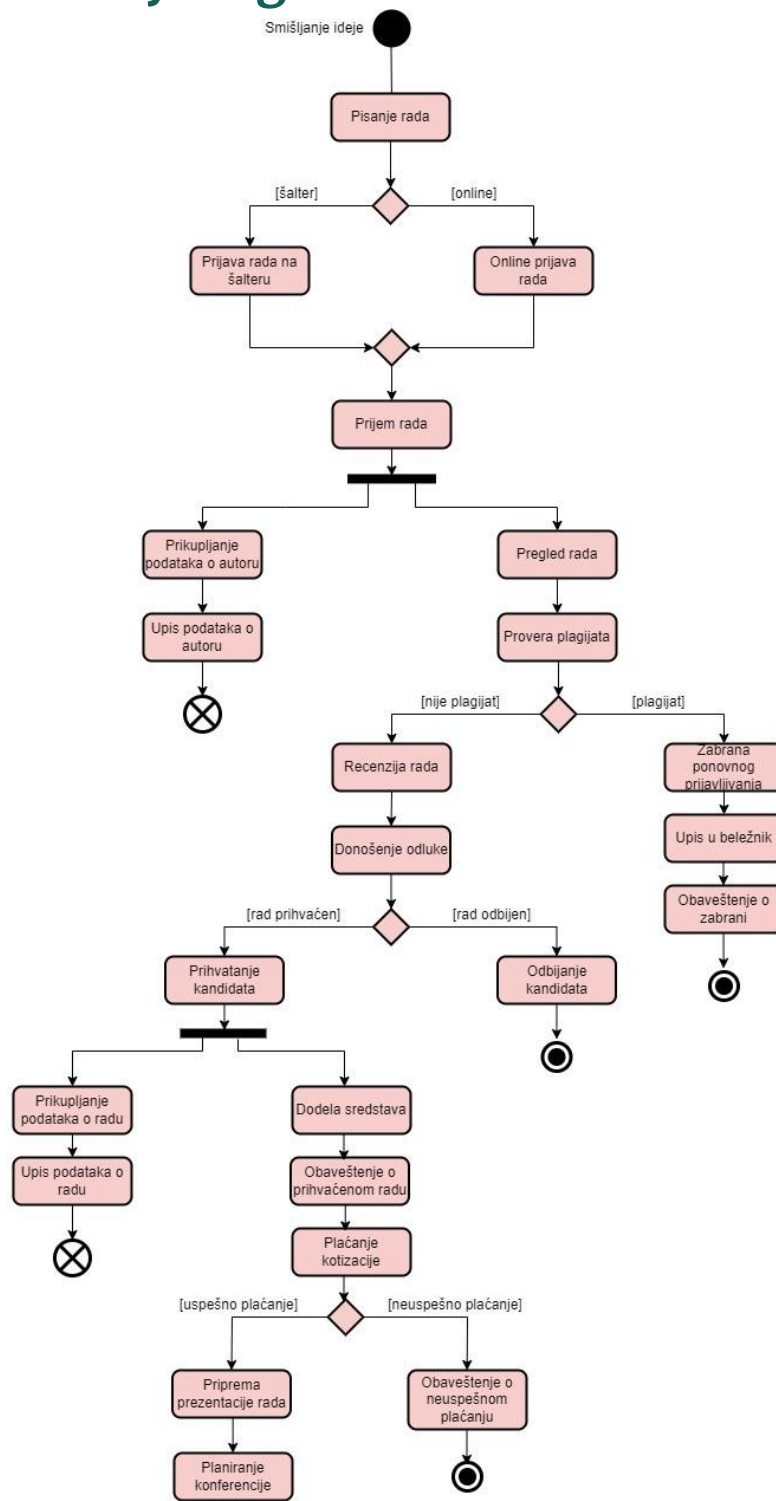 Smišljanje ideje
Pisanje rada
[šalter]
[online]
Prijava rada na
šalteru
Online prijava
rada
Prijem rada
Prikupljanje
podataka o autoru
Pregled rada
Upis podataka o
autoru
Provera plagijata
[nije plagijat]
[plagijat]
Recenzija rada
Zabrana
ponovnog
prijavljivanja
Donošenje odluke
Upis u beležnik
Obaveštenje o
zabrani
[rad prihvaćen]
[rad odbijen]
Prihvatanje
kandidata
Odbijanje
kandidata
Prikupljanje
podataka o radu
Dodela sredstava
Upis podataka o
radu
Obaveštenje o
prihvaćenom radu
Plaćanje
kotizacije
[uspešno plaćanje]
[neuspešno plaćanje]
Priprema
prezentacije rada
Obaveštenje o
neuspešnom
plaćanju
Planiranje
konferencije